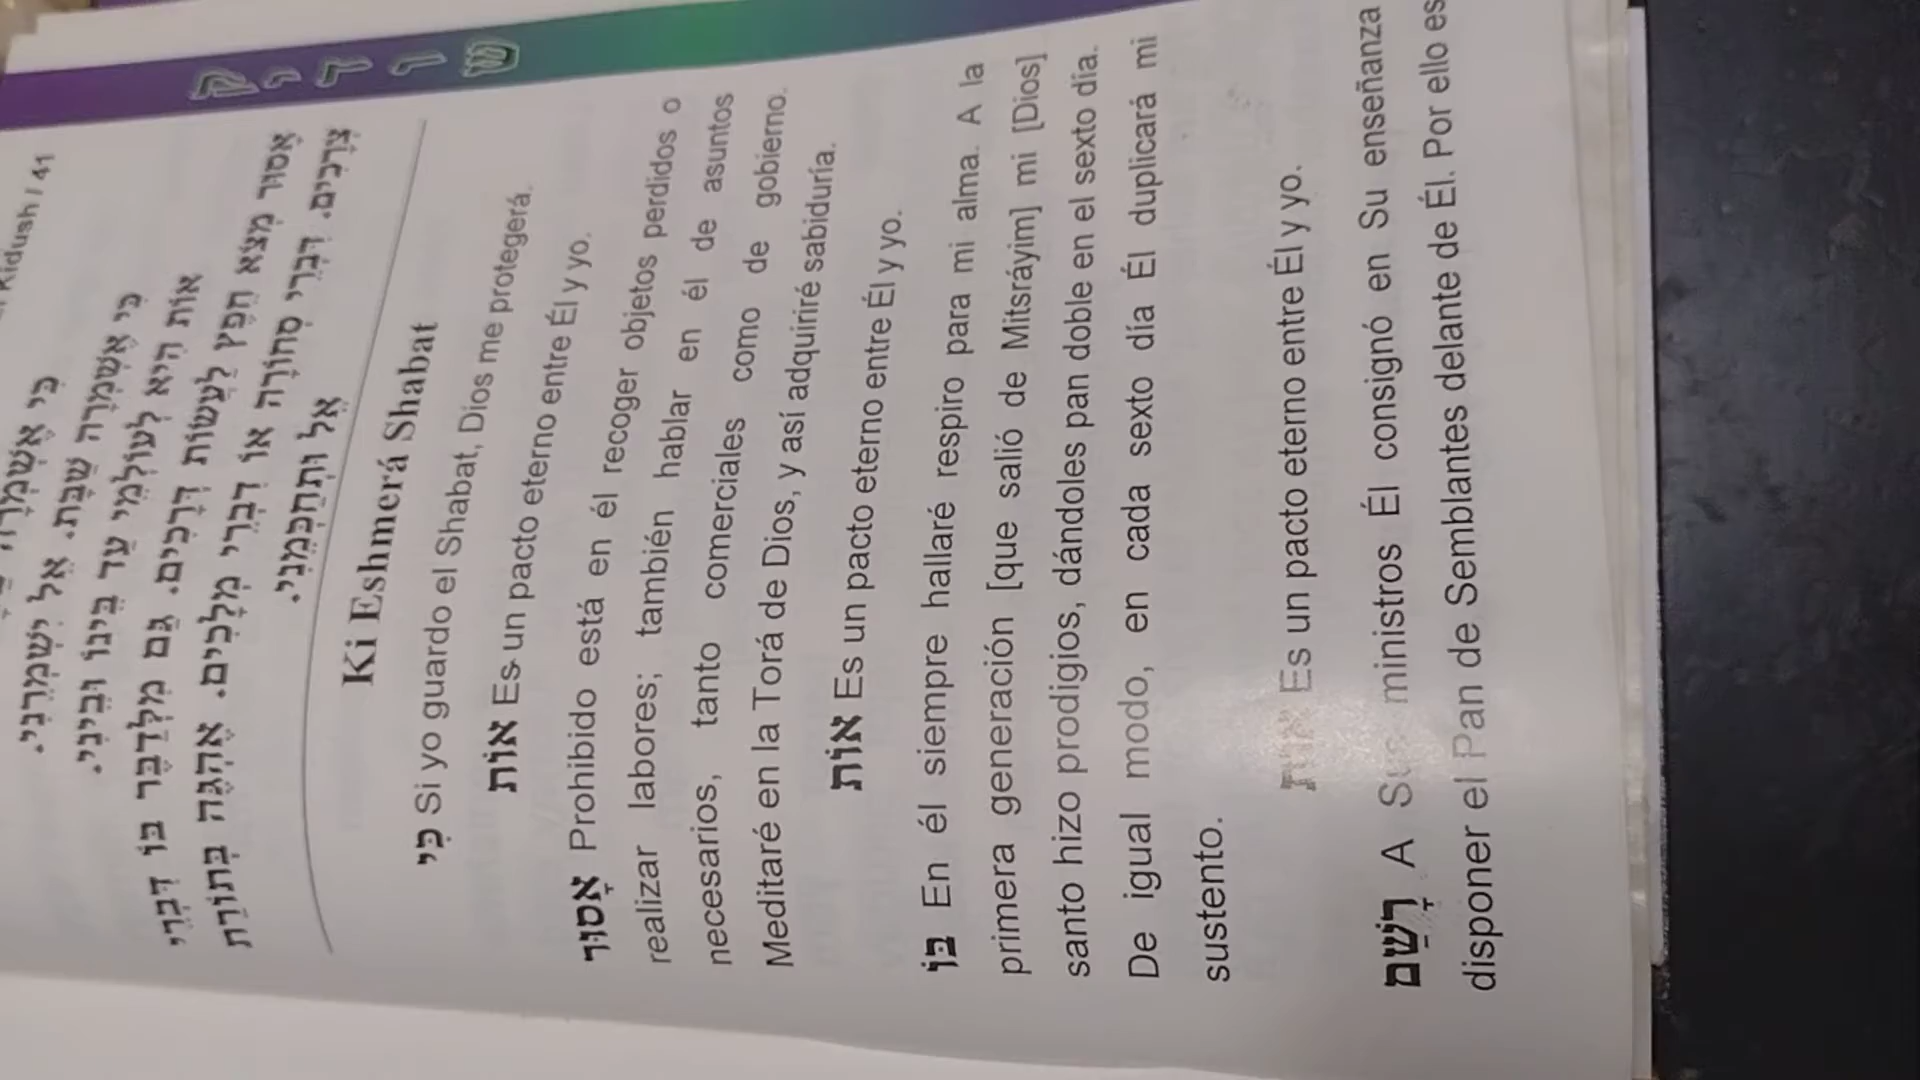 Kidush / 41
כִּי אֶשְׁמְרָה
כִּי אֶשְׁמְרָה שַׁבָּת. אֵל יִשְׁמְרֵנִי.
אוֹת הִיא לְעוֹלְמֵי עַד בֵּינוֹ וּבֵינִי.
אָסוּר מְצֹא חֵפֶץ לַעֲשׂוֹת דְּרָכִים. גַּם מִלְּדַבֵּר בּוֹ דִּבְרֵי
צְרָכִים. דִּבְרֵי סְחוֹרָה אוֹ דִבְרֵי מְלָכִים. אֶהְגֶּה בְּתוֹרַת
אֵל וּתְחַכְּמֵנִי.
Ki Eshmerá Shabat
כִּי Si yo guardo el Shabat, Dios me protegerá.
אוֹת Es un pacto eterno entre Él y yo.
אָסוּר Prohibido está en él recoger objetos perdidos o
realizar labores; también hablar en él de asuntos
necesarios, tanto comerciales como de gobierno.
Meditaré en la Torá de Dios, y así adquiriré sabiduría.
אוֹת Es un pacto eterno entre Él y yo.
בּוֹ En él siempre hallaré respiro para mi alma. A la
primera generación [que salió de Mitsráyim] mi [Dios]
santo hizo prodigios, dándoles pan doble en el sexto día.
De igual modo, en cada sexto día Él duplicará mi
sustento.
אוֹת Es un pacto eterno entre Él y yo.
רָשַׁם A Sus ministros Él consignó en Su enseñanza
disponer el Pan de Semblantes delante de Él. Por ello es
קידוש